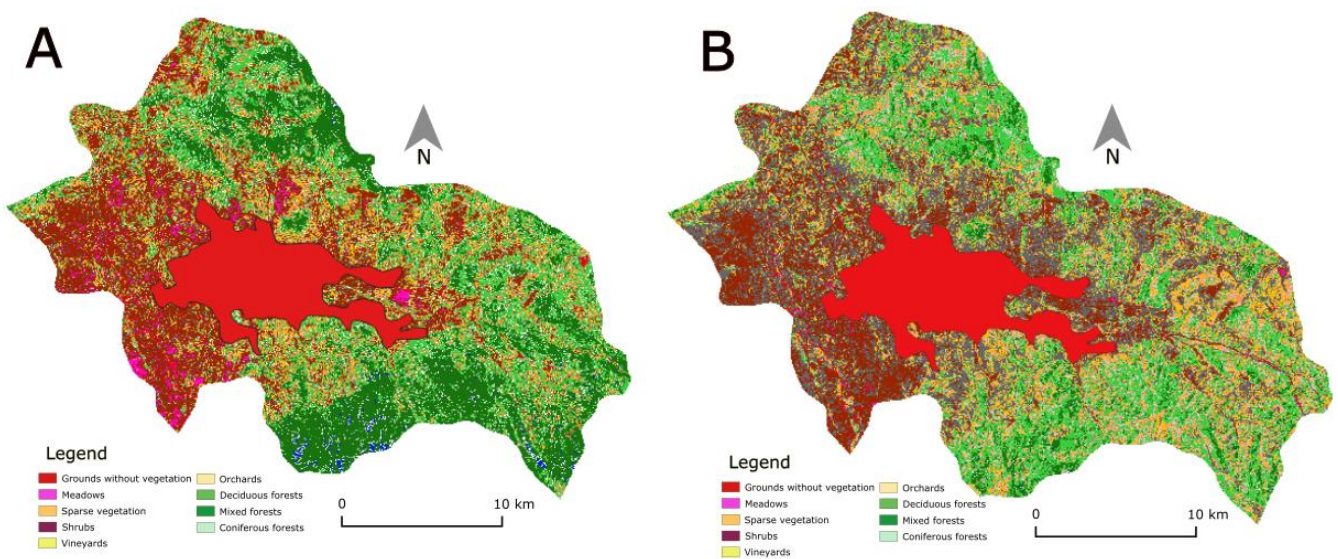 A
N
Legend
Grounds without vegetation
Meadows
Sparse vegetation
Shrubs
Vineyards
Orchards
Deciduous forests
Mixed forests
Coniferous forests
0 10 km
B
N
Legend
Grounds without vegetation
Meadows
Sparse vegetation
Shrubs
Vineyards
Orchards
Deciduous forests
Mixed forests
Coniferous forests
0 10 km